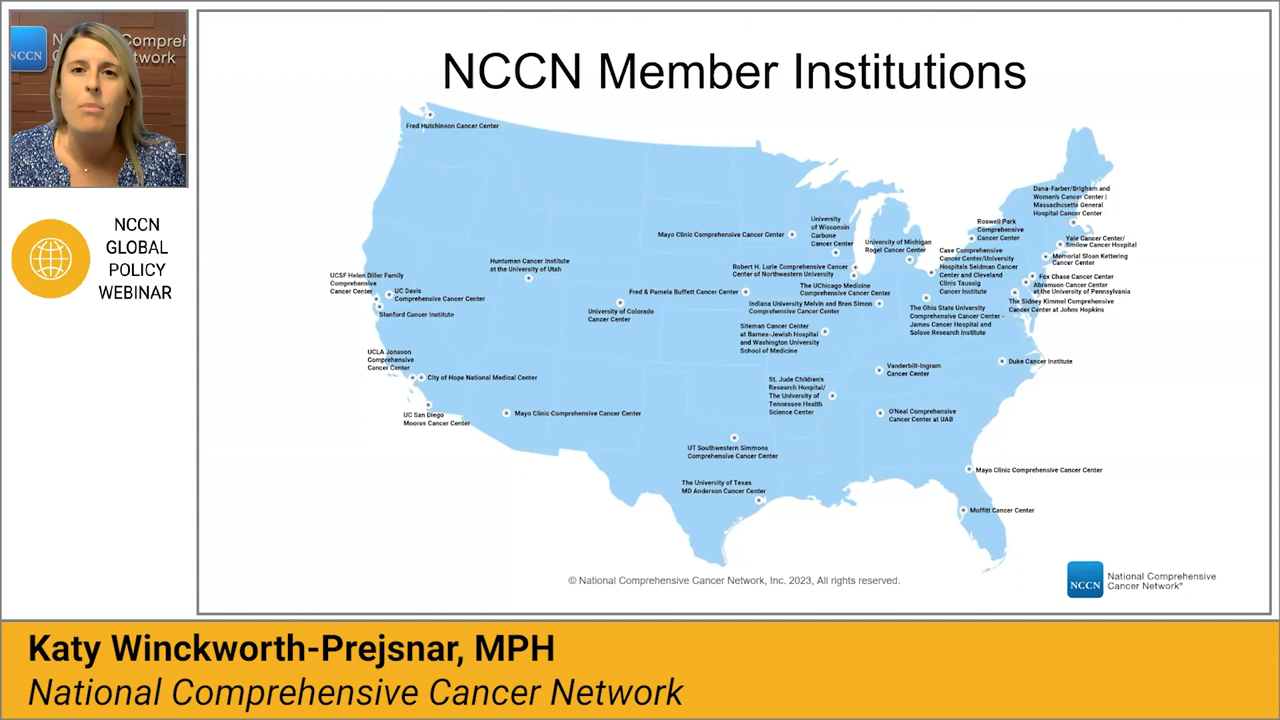 NCCN
National Comprehensive
Cancer Network
NCCN
GLOBAL
POLICY
WEBINAR
NCCN Member Institutions
Fred Hutchinson Cancer Center
Dana-Farber/Brigham and
Women's Cancer Center |
Massachusetts General
Hospital Cancer Center
Roswell Park
Comprehensive
Cancer Center
University
of Wisconsin
Carbone
Cancer Center
Mayo Clinic Comprehensive Cancer Center
University of Michigan
Rogel Cancer Center
Yale Cancer Center/
Smilow Cancer Hospital
Case Comprehensive
Cancer Center/University
Hospitals Seidman Cancer
Center and Cleveland
Clinic Taussig
Cancer Institute
Memorial Sloan Kettering
Cancer Center
Huntsman Cancer Institute
at the University of Utah
Robert H. Lurie Comprehensive Cancer
Center of Northwestern University
UCSF Helen Diller Family
Comprehensive
Cancer Center
Fox Chase Cancer Center
Abramson Cancer Center
at the University of Pennsylvania
The UChicago Medicine
Comprehensive Cancer Center
UC Davis
Comprehensive Cancer Center
Fred & Pamela Buffett Cancer Center
Indiana University Melvin and Bren Simon
Comprehensive Cancer Center
The Sidney Kimmel Comprehensive
Cancer Center at Johns Hopkins
Stanford Cancer Institute
University of Colorado
Cancer Center
The Ohio State University
Comprehensive Cancer Center -
James Cancer Hospital and
Solove Research Institute
Siteman Cancer Center
at Barnes-Jewish Hospital
and Washington University
School of Medicine
UCLA Jonsson
Comprehensive
Cancer Center
Duke Cancer Institute
Vanderbilt-Ingram
Cancer Center
City of Hope National Medical Center
St. Jude Children's
Research Hospital/
The University of
Tennessee Health
Science Center
UC San Diego
Moores Cancer Center
Mayo Clinic Comprehensive Cancer Center
O'Neal Comprehensive
Cancer Center at UAB
UT Southwestern Simmons
Comprehensive Cancer Center
Mayo Clinic Comprehensive Cancer Center
The University of Texas
MD Anderson Cancer Center
Moffitt Cancer Center
© National Comprehensive Cancer Network, Inc. 2023, All rights reserved.
NCCN
National Comprehensive
Cancer Network®
Katy Winckworth-Prejsnar, MPH
National Comprehensive Cancer Network